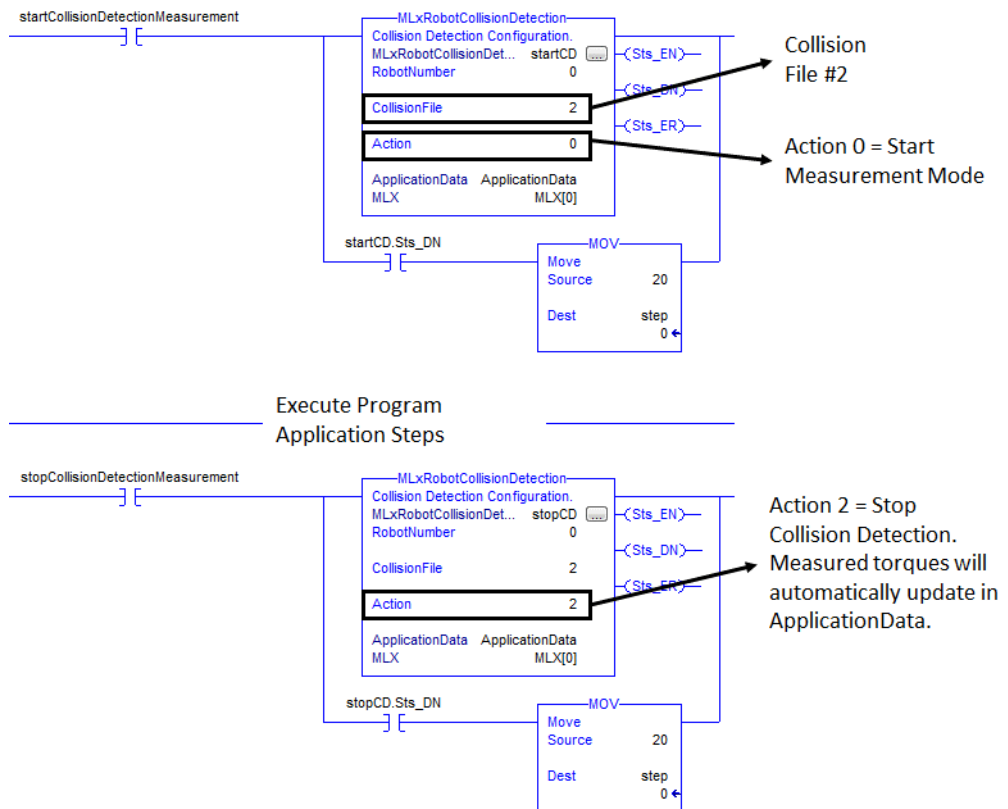 startCollisionDetectionMeasurement
MLxRobotCollisionDetection
Collision Detection Configuration.
MLxRobotCollisionDet... startCD ...
RobotNumber 0
CollisionFile 2
Action 0
ApplicationData ApplicationData
MLX MLX[0]
(Sts_EN)
(Sts_DN)
(Sts_ER)
Collision
File #2
Action 0 = Start
Measurement Mode
startCD.Sts_DN
MOV
Move
Source 20
Dest step
0
Execute Program
Application Steps
stopCollisionDetectionMeasurement
MLxRobotCollisionDetection
Collision Detection Configuration.
MLxRobotCollisionDet... stopCD ...
RobotNumber 0
CollisionFile 2
Action 2
ApplicationData ApplicationData
MLX MLX[0]
(Sts_EN)
(Sts_DN)
(Sts_ER)
Action 2 = Stop
Collision Detection.
Measured torques will
automatically update in
ApplicationData.
stopCD.Sts_DN
MOV
Move
Source 20
Dest step
0